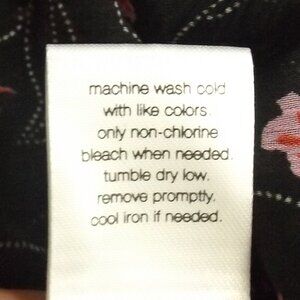 machine wash cold
with like colors.
only non-chlorine
bleach when needed.
tumble dry low.
remove promptly.
cool iron if needed.